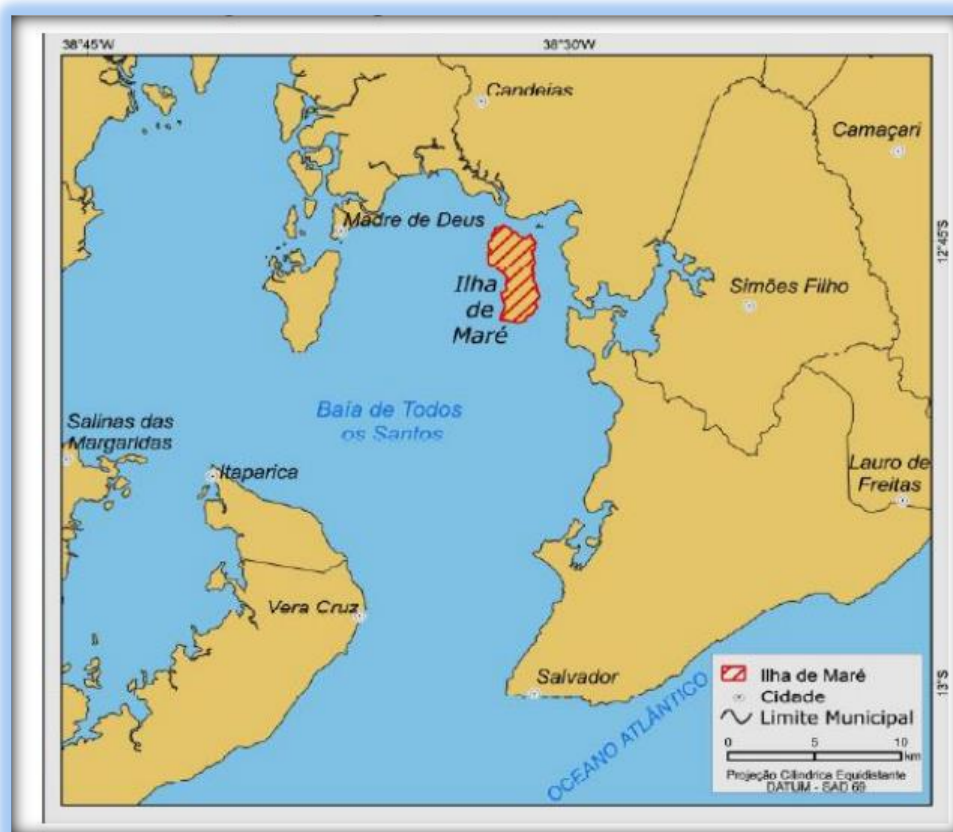 38°45'W
38°30'W
Candeias
Camaçari
Madre de Deus
12°45'S
Ilha
de
Maré
Simões Filho
Baía de Todos
os Santos
Salinas das
Margaridas
Itaparica
Lauro de
Freitas
Vera Cruz
Salvador
13°S
OCEANO ATLÂNTICO
Ilha de Maré
Cidade
Limite Municipal
0 5 10
km
Projeção Cilíndrica Equidistante
DATUM - SAD 69